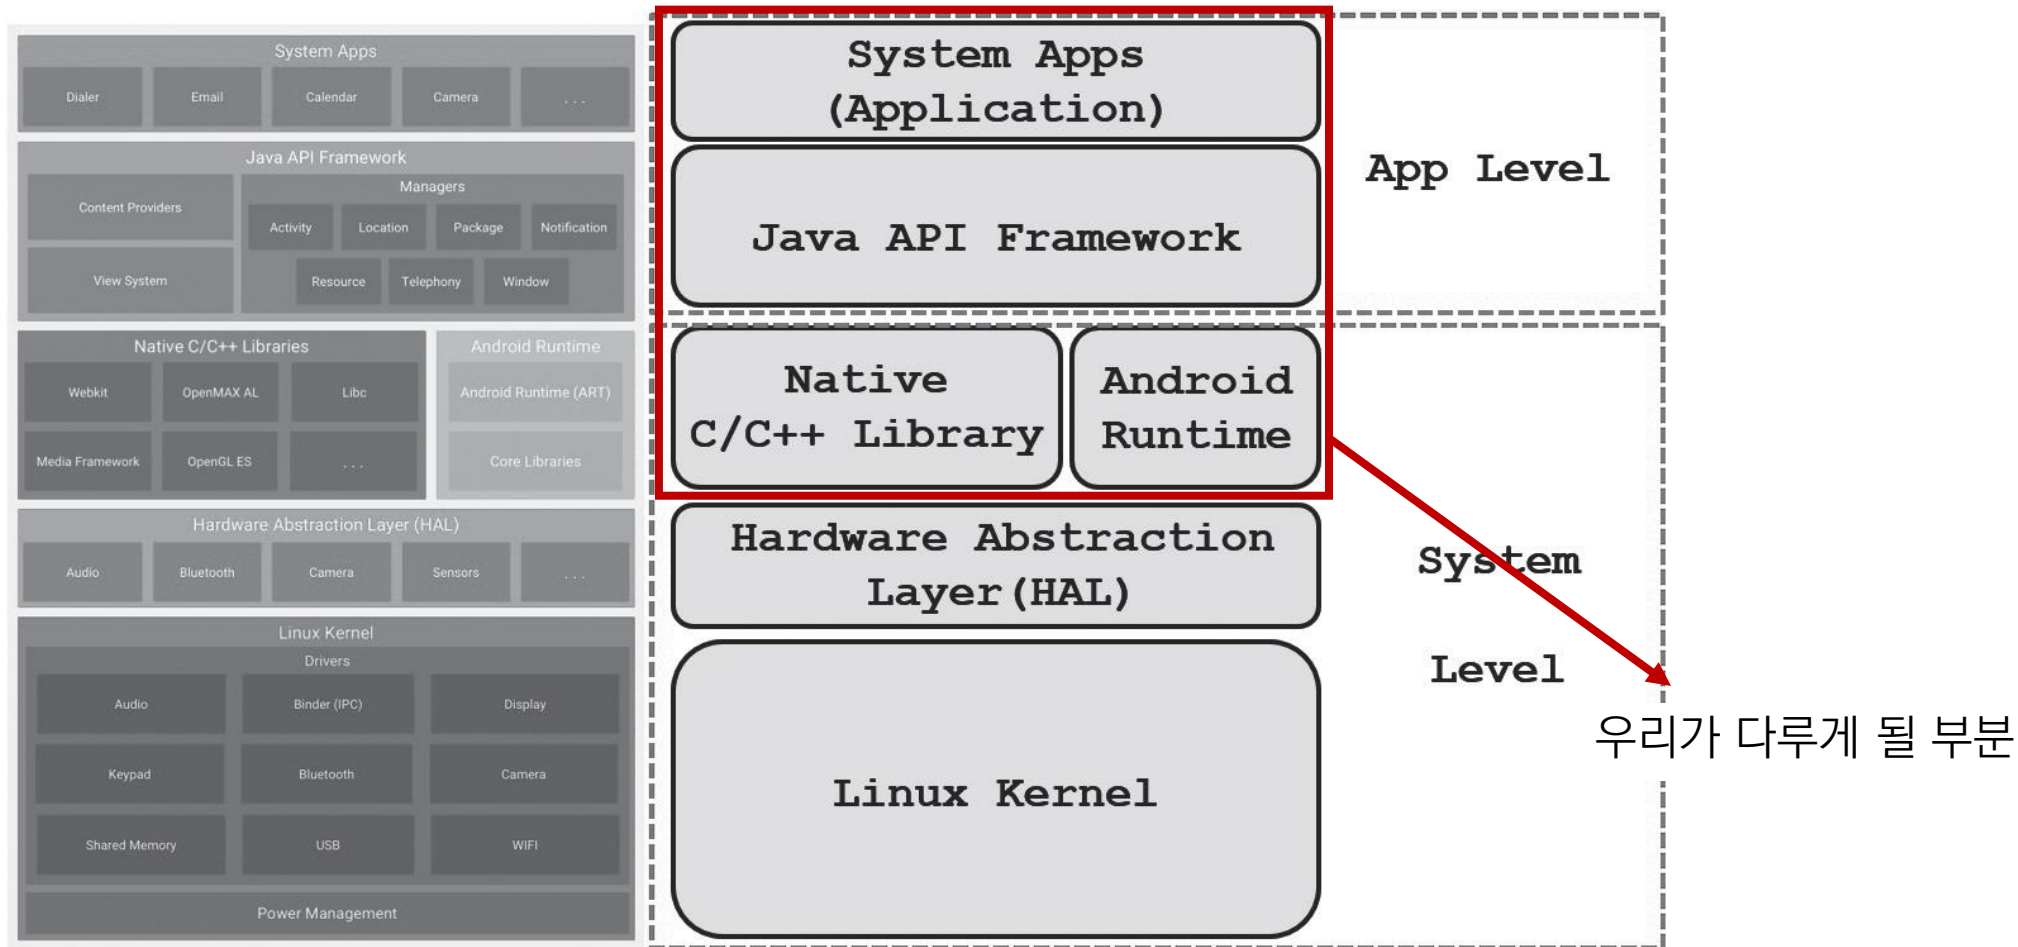 System Apps
Dialer Email Calendar Camera . . .
Java API Framework
Content Providers
View System
Managers
Activity Location Package Notification
Resource Telephony Window
Native C/C++ Libraries
Webkit OpenMAX AL Libc
Media Framework OpenGL ES . . .
Android Runtime
Android Runtime (ART)
Core Libraries
Hardware Abstraction Layer (HAL)
Audio Bluetooth Camera Sensors . . .
Linux Kernel
Drivers
Audio Binder (IPC) Display
Keypad Bluetooth Camera
Shared Memory USB WIFI
Power Management
System Apps
(Application)
Java API Framework
App Level
Native
C/C++ Library
Android
Runtime
Hardware Abstraction
Layer(HAL)
Linux Kernel
System
Level
우리가 다루게 될 부분